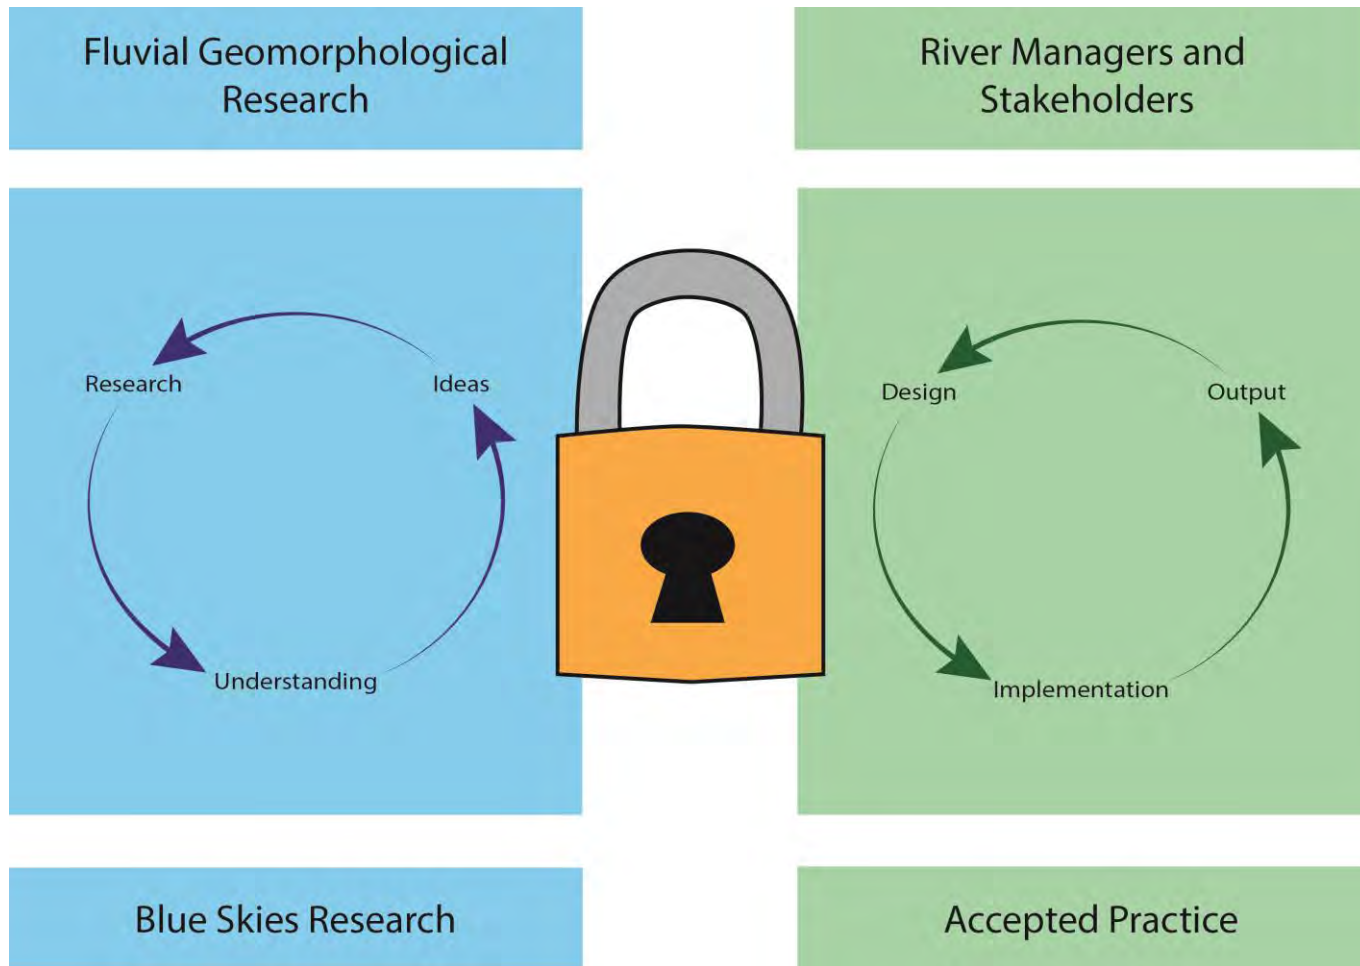 Fluvial Geomorphological
Research
River Managers and
Stakeholders
Research
Ideas
Understanding
Design
Output
Implementation
Blue Skies Research
Accepted Practice